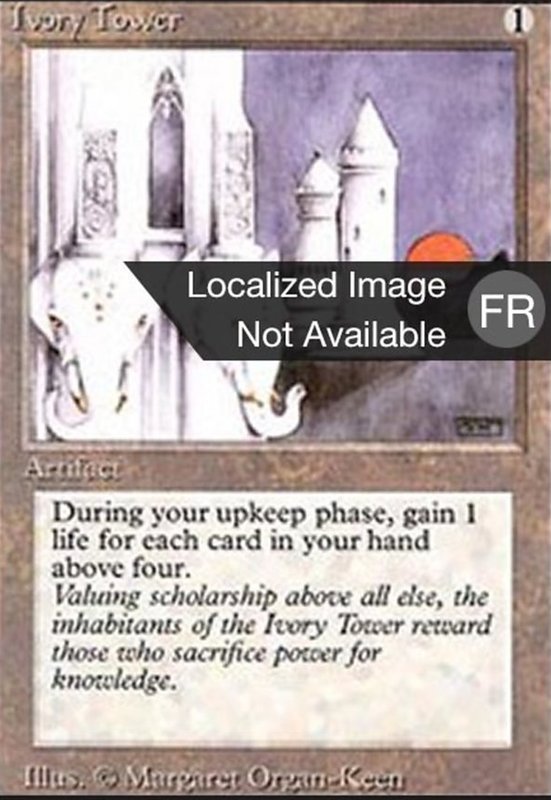 Ivory Tower 1
Localized Image
Not Available
FR
Artifact
During your upkeep phase, gain 1
life for each card in your hand
above four.
Valuing scholarship above all else, the
inhabitants of the Ivory Tower reward
those who sacrifice power for
knowledge.
Illus. © Margaret Organ-Kean